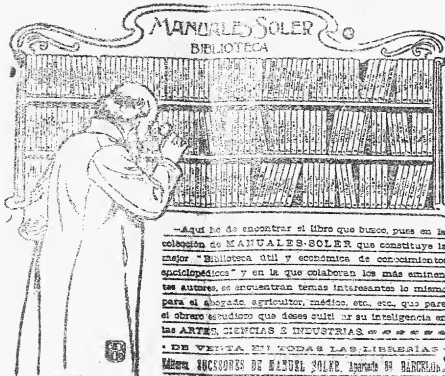 MANUALES-SOLER
BIBLIOTECA
—Aquí he de encontrar el libro que busco, pues en la
colección de MANUALES-SOLER que constituye la
mejor "Biblioteca útil y económica de conocimientos
enciclopédicos" y en la que colaboran los más eminen-
tes autores, se encuentran temas interesantes lo mismo
para el abogado, agricultor, médico, etc., etc., que para
el obrero estudioso que desee cultivar su inteligencia en
las ARTES, CIENCIAS E INDUSTRIAS
DE VENTA EN TODAS LAS LIBRERÍAS
SUCESORES DE MANUEL SOLER, Apartado 89 BARCELONA